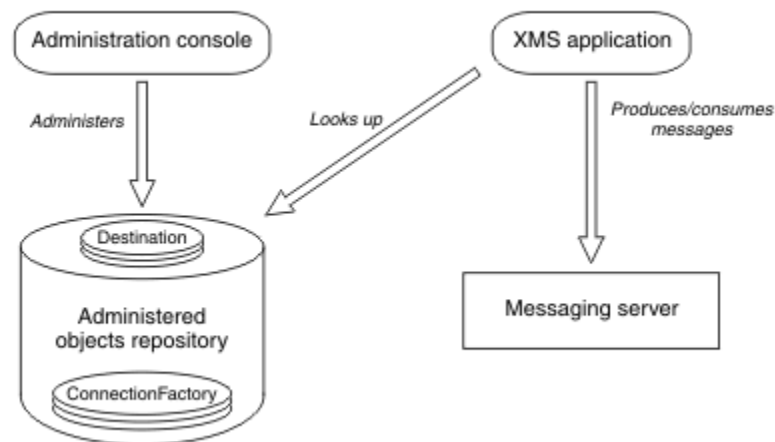 Administration console
XMS application
Administers
Looks up
Produces/consumes
messages
Destination
Administered
objects repository
ConnectionFactory
Messaging server